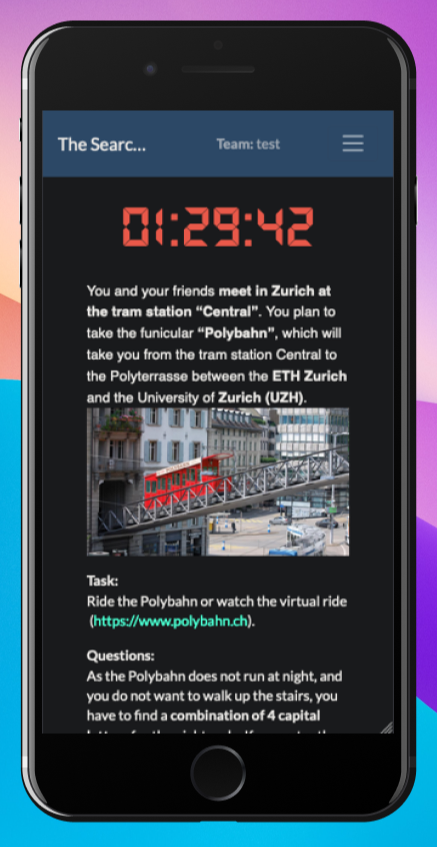 The Searc...
Team: test
01:29:42
You and your friends meet in Zurich at
the tram station “Central”. You plan to
take the funicular “Polybahn”, which will
take you from the tram station Central to
the Polyterrasse between the ETH Zurich
and the University of Zurich (UZH).
Task:
Ride the Polybahn or watch the virtual ride
(https://www.polybahn.ch).
Questions:
As the Polybahn does not run at night, and
you do not want to walk up the stairs, you
have to find a combination of 4 capital